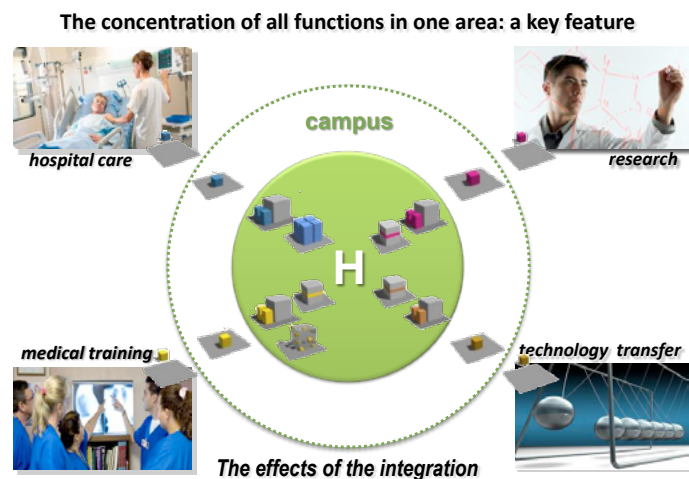 The concentration of all functions in one area: a key feature
campus
hospital care
research
H
medical training
technology transfer
The effects of the integration